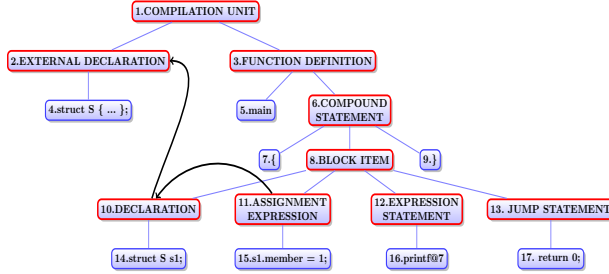 1.COMPILATION UNIT
2.EXTERNAL DECLARATION
3.FUNCTION DEFINITION
4.struct S { ... };
5.main
6.COMPOUND
STATEMENT
7.{
8.BLOCK ITEM
9.}
10.DECLARATION
11.ASSIGNMENT
EXPRESSION
12.EXPRESSION
STATEMENT
13. JUMP STATEMENT
14.struct S s1;
15.s1.member = 1;
16.printf@7
17. return 0;